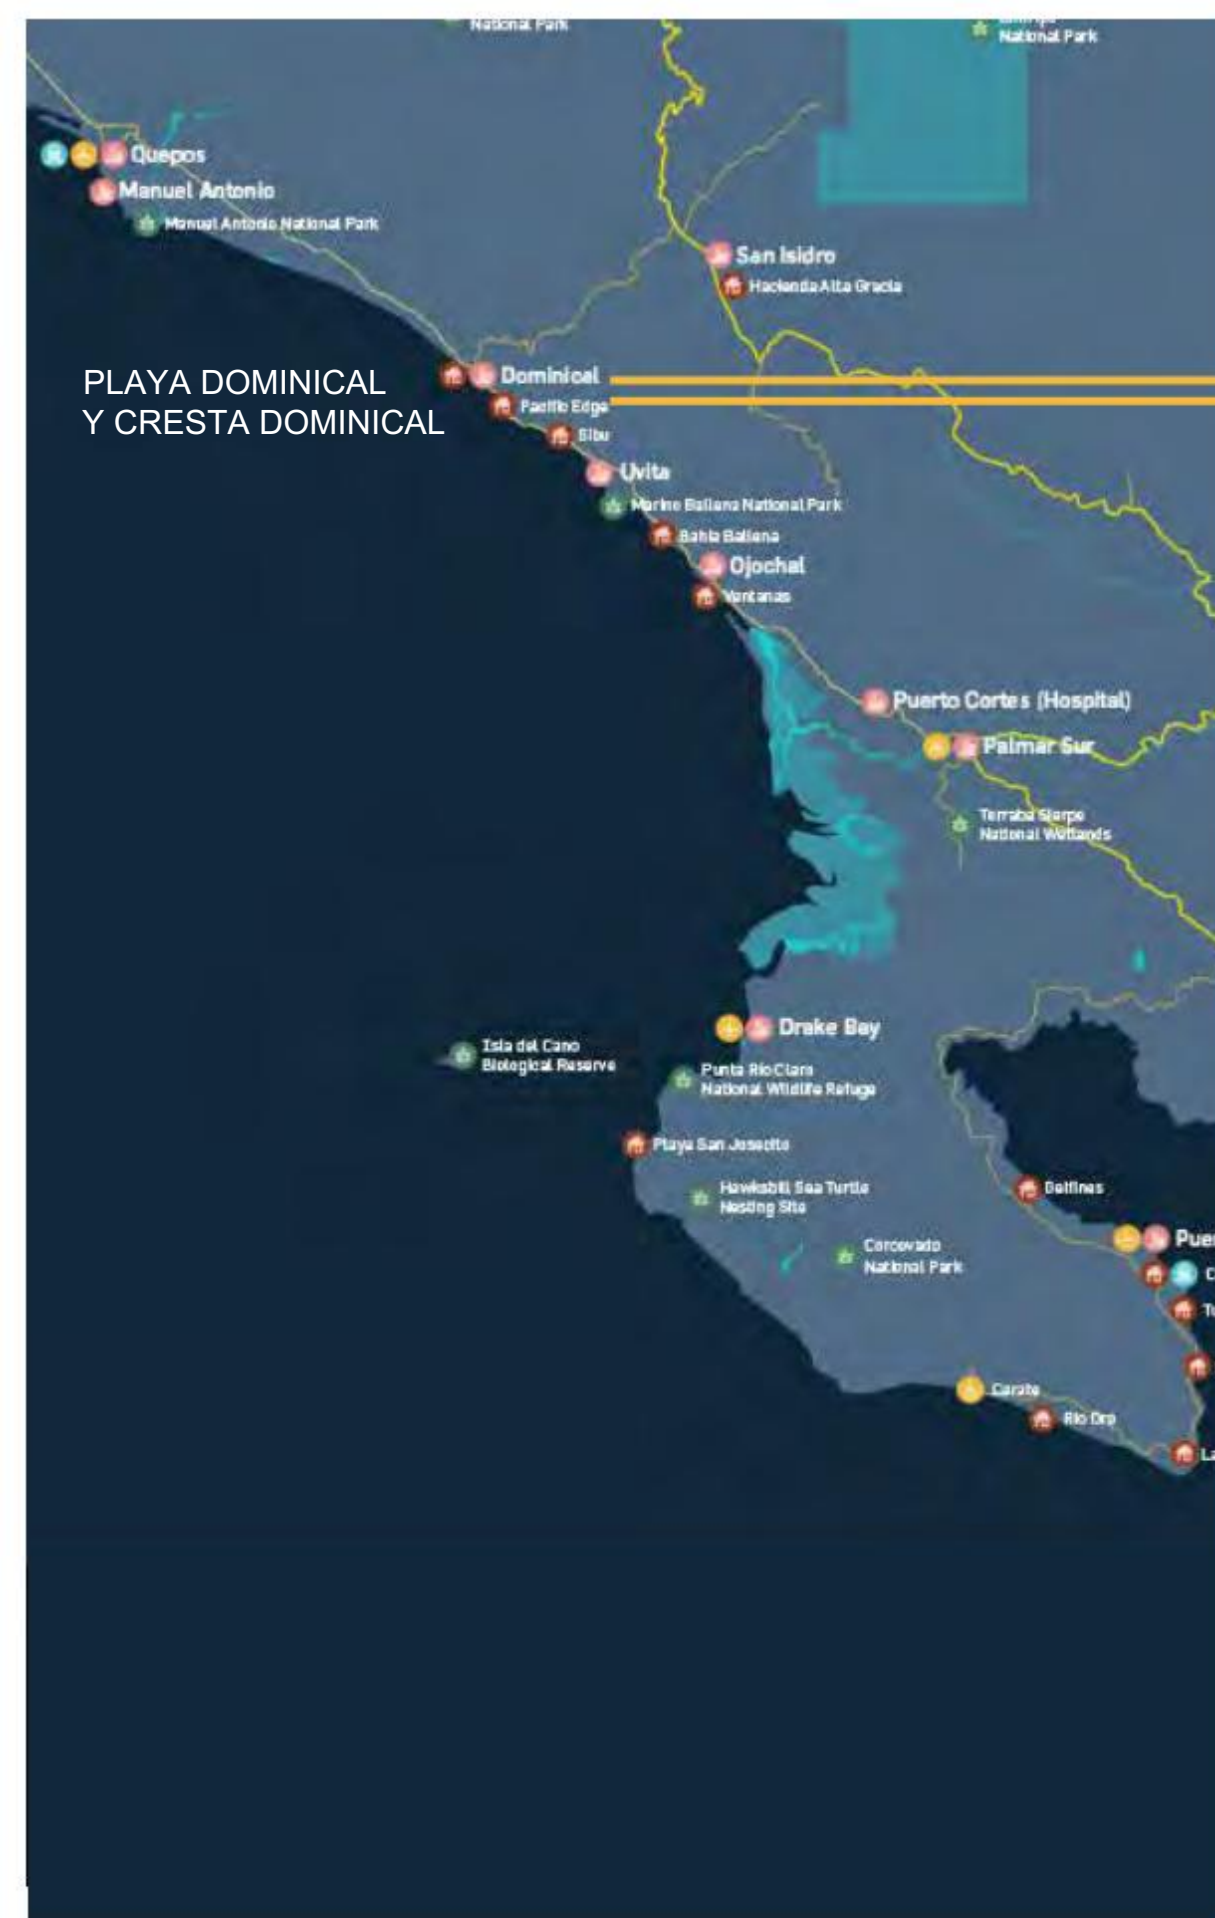 National Park
National Park
Quepos
Manuel Antonio
Manuel Antonio National Park
San Isidro
Hacienda Alta Gracia
PLAYA DOMINICAL
Y CRESTA DOMINICAL
Dominical
Pacific Edge
Sibu
Uvita
Marino Ballena National Park
Bahia Ballena
Ojochal
Ventanas
Puerto Cortes (Hospital)
Palmar Sur
Terraba Sierpe
National Wetlands
Drake Bay
Isla del Cano
Biological Reserve
Punta Rio Claro
National Wildlife Refuge
Playa San Josecito
Hawksbill Sea Turtle
Nesting Site
Delfines
Corcovado
National Park
Pue
C
Tu
Carate
Rio Oro
La